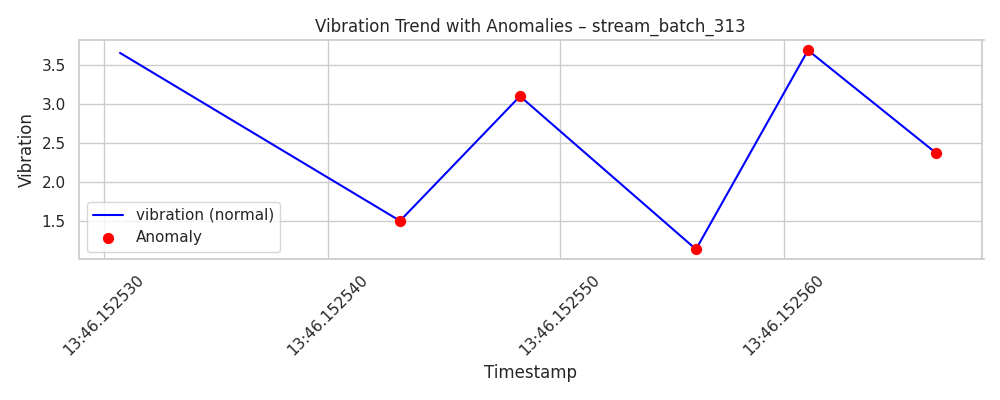 Vibration Trend with Anomalies – stream_batch_313
Vibration
3.5
3.0
2.5
2.0
1.5
vibration (normal)
Anomaly
13:46.152530
13:46.152540
13:46.152550
13:46.152560
Timestamp